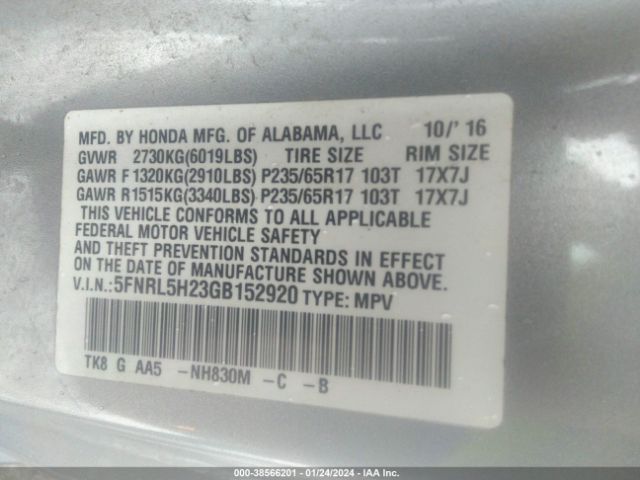 MFD. BY HONDA MFG. OF ALABAMA, LLC 10/' 16
GVWR 2730KG(6019LBS) TIRE SIZE RIM SIZE
GAWR F 1320KG(2910LBS) P235/65R17 103T 17X7J
GAWR R1515KG(3340LBS) P235/65R17 103T 17X7J
THIS VEHICLE CONFORMS TO ALL APPLICABLE
FEDERAL MOTOR VEHICLE SAFETY
AND THEFT PREVENTION STANDARDS IN EFFECT
ON THE DATE OF MANUFACTURE SHOWN ABOVE.
V.I.N.:5FNRL5H23GB152920 TYPE: MPV
TK8 G AA5 -NH830M -C -B
000-38566201 - 01/24/2024 - IAA Inc.